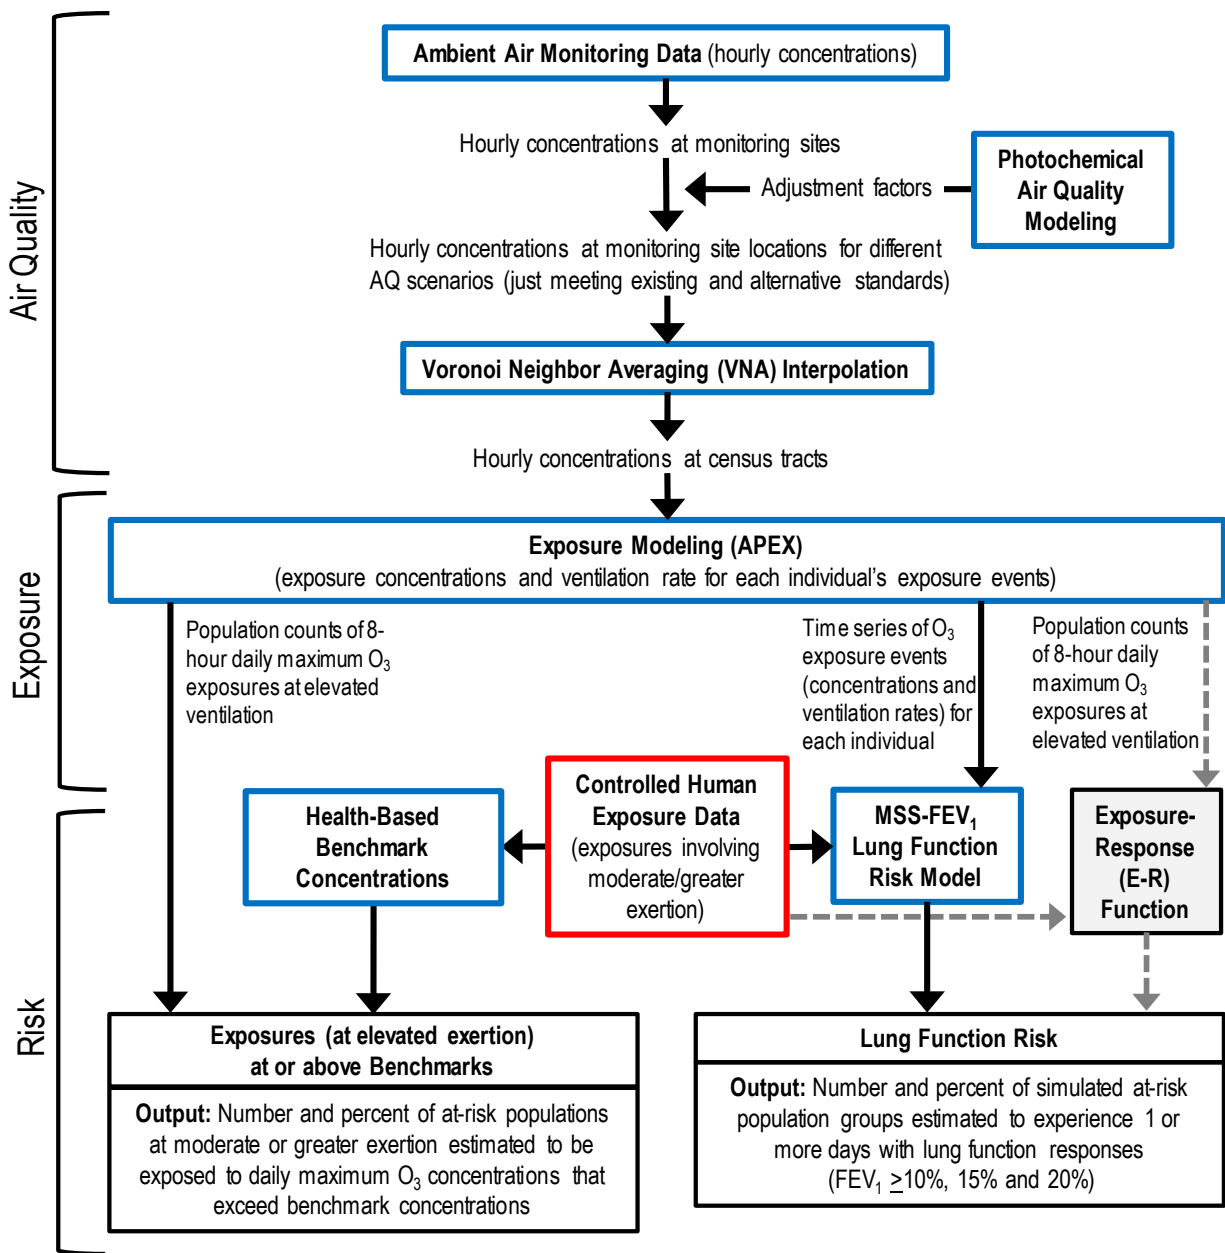 Air Quality
Ambient Air Monitoring Data (hourly concentrations)
Hourly concentrations at monitoring sites
Adjustment factors
Photochemical
Air Quality
Modeling
Hourly concentrations at monitoring site locations for different
AQ scenarios (just meeting existing and alternative standards)
Voronoi Neighbor Averaging (VNA) Interpolation
Hourly concentrations at census tracts
Exposure
Exposure Modeling (APEX)
(exposure concentrations and ventilation rate for each individual's exposure events)
Population counts of 8-
hour daily maximum O₃
exposures at elevated
ventilation
Time series of O₃
exposure events
(concentrations and
ventilation rates) for
each individual
Population counts
of 8-hour daily
maximum O₃
exposures at
elevated ventilation
Risk
Health-Based
Benchmark
Concentrations
Controlled Human
Exposure Data
(exposures involving
moderate/greater
exertion)
MSS-FEV₁
Lung Function
Risk Model
Exposure-
Response
(E-R)
Function
Exposures (at elevated exertion)
at or above Benchmarks
Output: Number and percent of at-risk populations
at moderate or greater exertion estimated to be
exposed to daily maximum O₃ concentrations that
exceed benchmark concentrations
Lung Function Risk
Output: Number and percent of simulated at-risk
population groups estimated to experience 1 or
more days with lung function responses
(FEV₁ ≥10%, 15% and 20%)